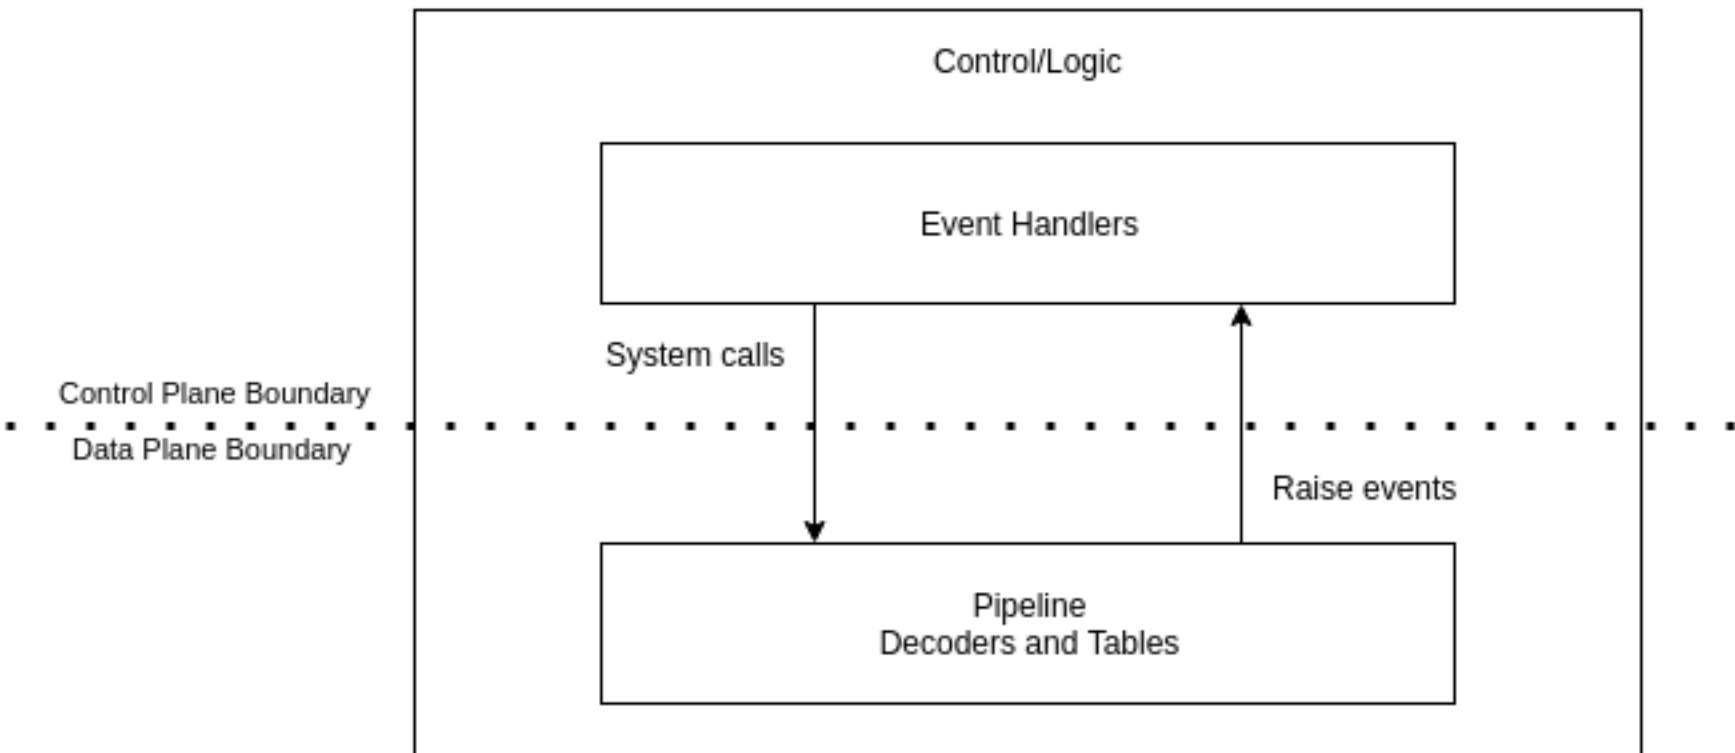 Control/Logic
Event Handlers
System calls
Control Plane Boundary
Data Plane Boundary
Raise events
Pipeline
Decoders and Tables